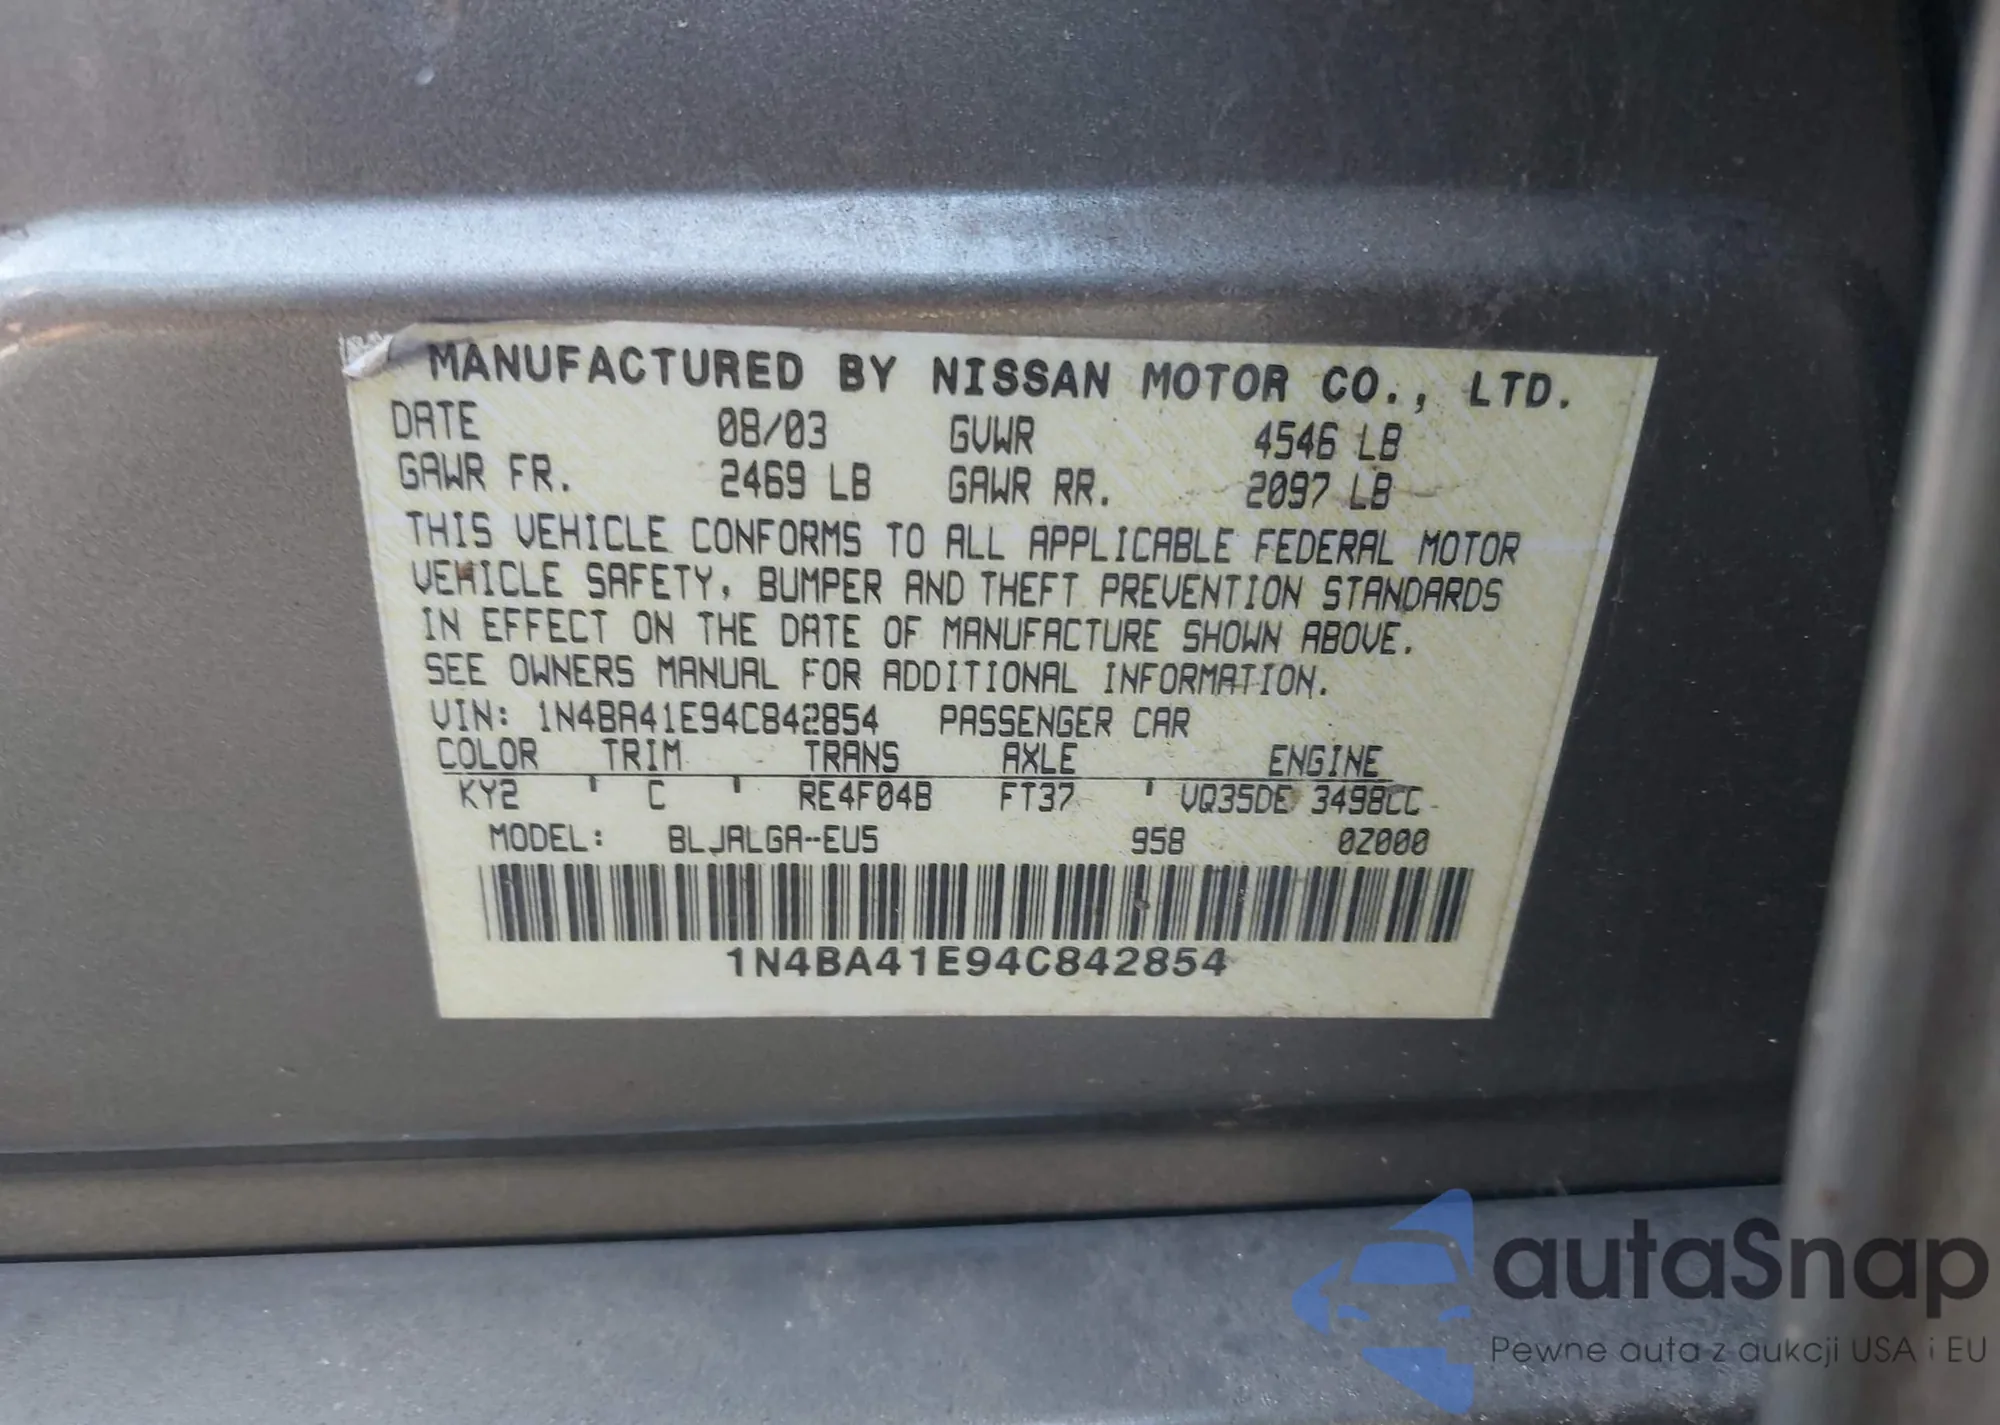 MANUFACTURED BY NISSAN MOTOR CO., LTD.
DATE 08/03 GVWR 4546 LB
GAWR FR. 2469 LB GAWR RR. 2097 LB
THIS VEHICLE CONFORMS TO ALL APPLICABLE FEDERAL MOTOR
VEHICLE SAFETY, BUMPER AND THEFT PREVENTION STANDARDS
IN EFFECT ON THE DATE OF MANUFACTURE SHOWN ABOVE.
SEE OWNERS MANUAL FOR ADDITIONAL INFORMATION.
VIN: 1N4BA41E94C842854 PASSENGER CAR
COLOR TRIM TRANS AXLE ENGINE
KY2 ' C ' RE4F04B FT37 ' VQ35DE 3498CC
MODEL: BLJALGA-EUS 958 0Z000
1N4BA41E94C842854
autaSnap
Pewne auta z aukcji USA i EU